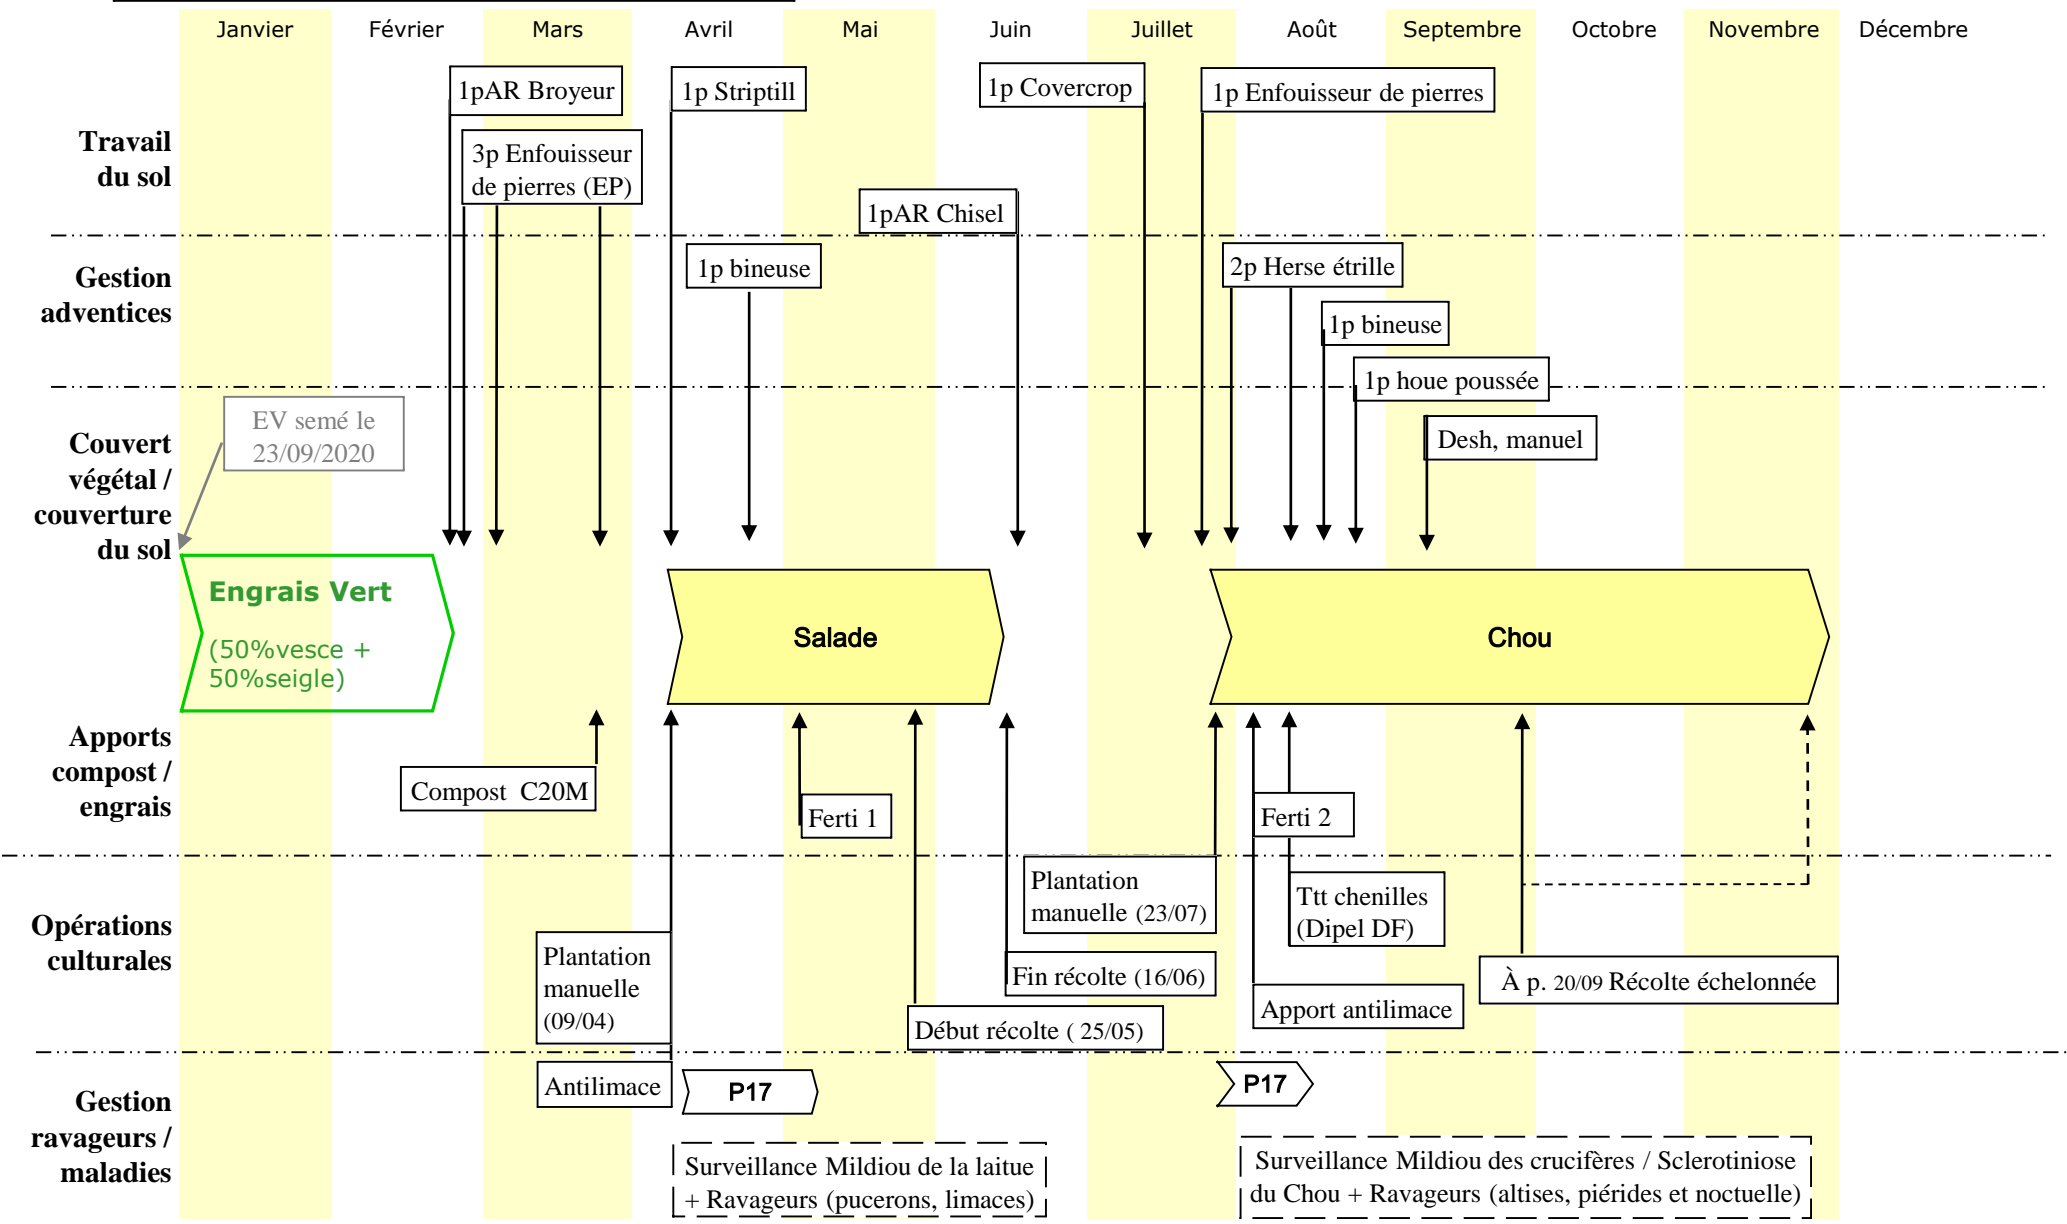 Janvier Février Mars Avril Mai Juin Juillet Août Septembre Octobre Novembre Décembre
Travail
du sol
1pAR Broyeur
3p Enfouisseur
de pierres (EP)
1p Striptill
1pAR Chisel
1p Covercrop
1p Enfouisseur de pierres
Gestion
adventices
1p bineuse
2p Herse étrille
1p bineuse
1p houe poussée
Desh, manuel
Couvert
végétal /
couverture
du sol
EV semé le
23/09/2020
Engrais Vert
(50%vesce +
50%seigle)
Salade
Chou
Apports
compost /
engrais
Compost C20M
Ferti 1
Ferti 2
Opérations
culturales
Plantation
manuelle
(09/04)
Début récolte ( 25/05)
Fin récolte (16/06)
Plantation
manuelle (23/07)
Ttt chenilles
(Dipel DF)
Apport antilimace
À p. 20/09 Récolte échelonnée
Gestion
ravageurs /
maladies
Antilimace
P17
P17
Surveillance Mildiou de la laitue
+ Ravageurs (pucerons, limaces)
Surveillance Mildiou des crucifères / Sclerotiniose
du Chou + Ravageurs (altises, piérides et noctuelle)